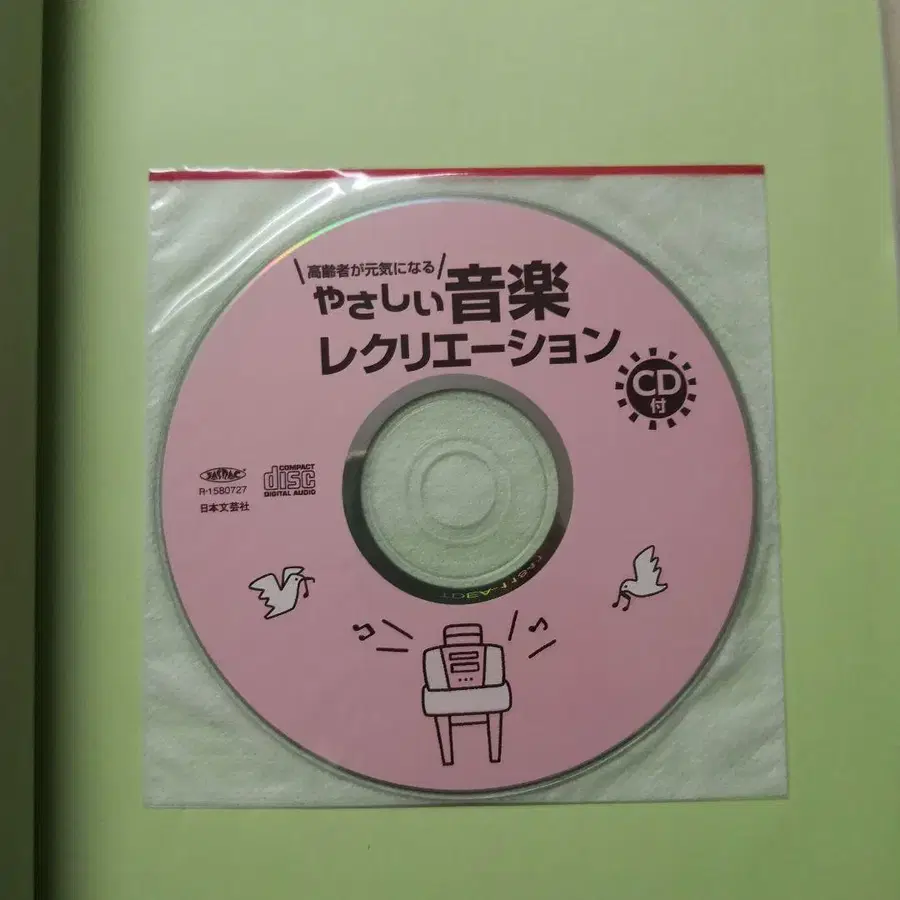 高齢者が元気になる
やさしい音楽
レクリエーション
CD
付
JASRAC
R-1580727
日本文芸社
COMPACT
disc
DIGITAL AUDIO